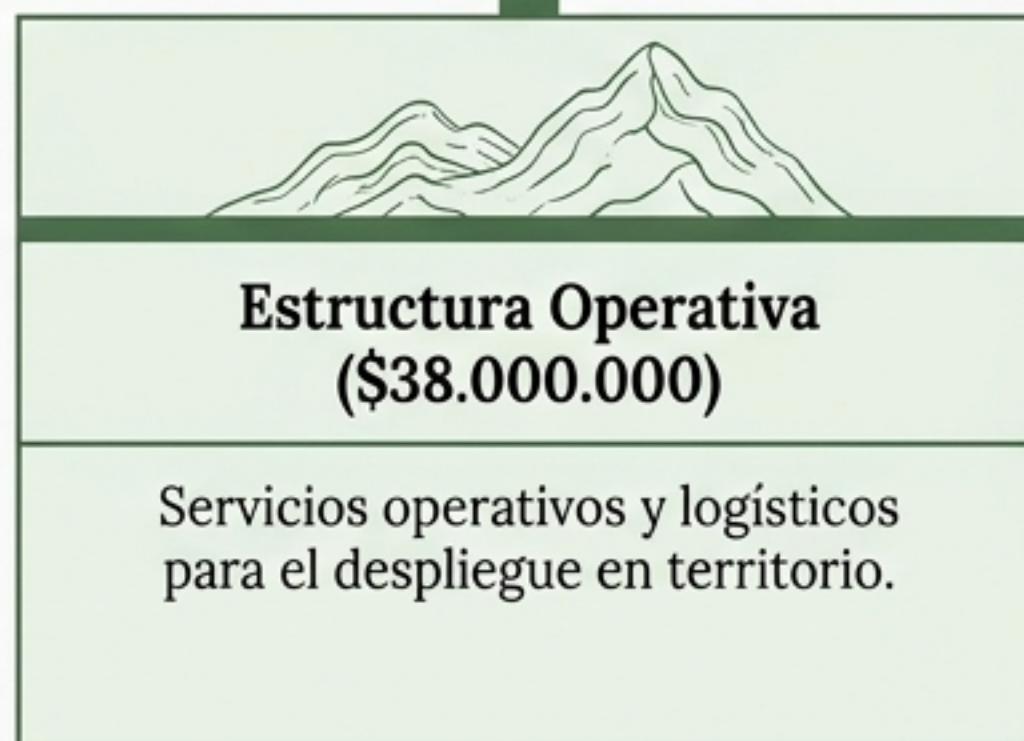 Estructura Operativa
($38.000.000)
Servicios operativos y logísticos
para el despliegue en territorio.